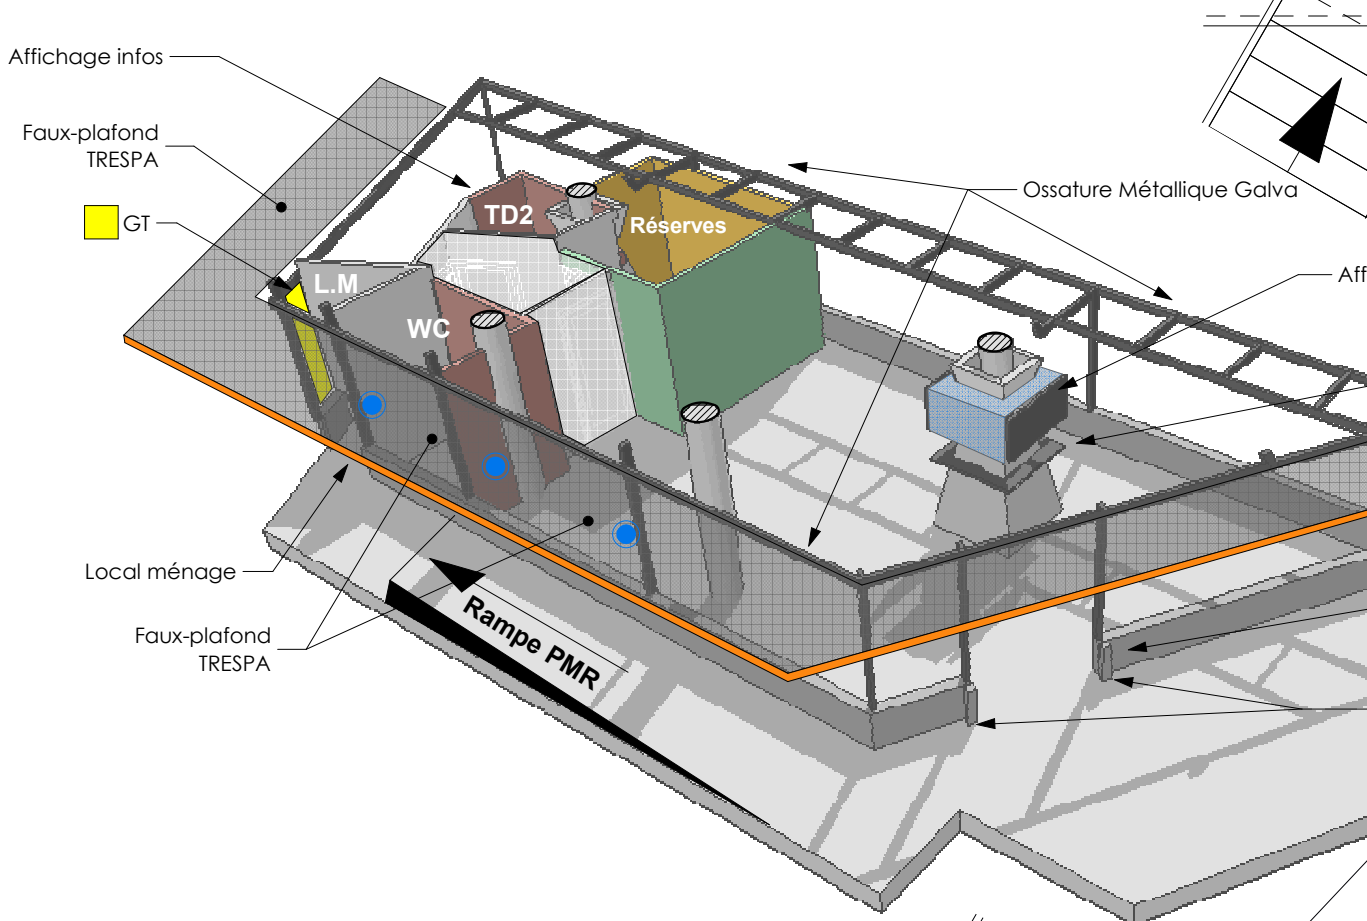 Affichage infos
Faux-plafond
TRESPA
GT
TD2
Réserves
Ossature Métallique Galva
Aff
L.M
WC
Local ménage
Faux-plafond
TRESPA
Rampe PMR